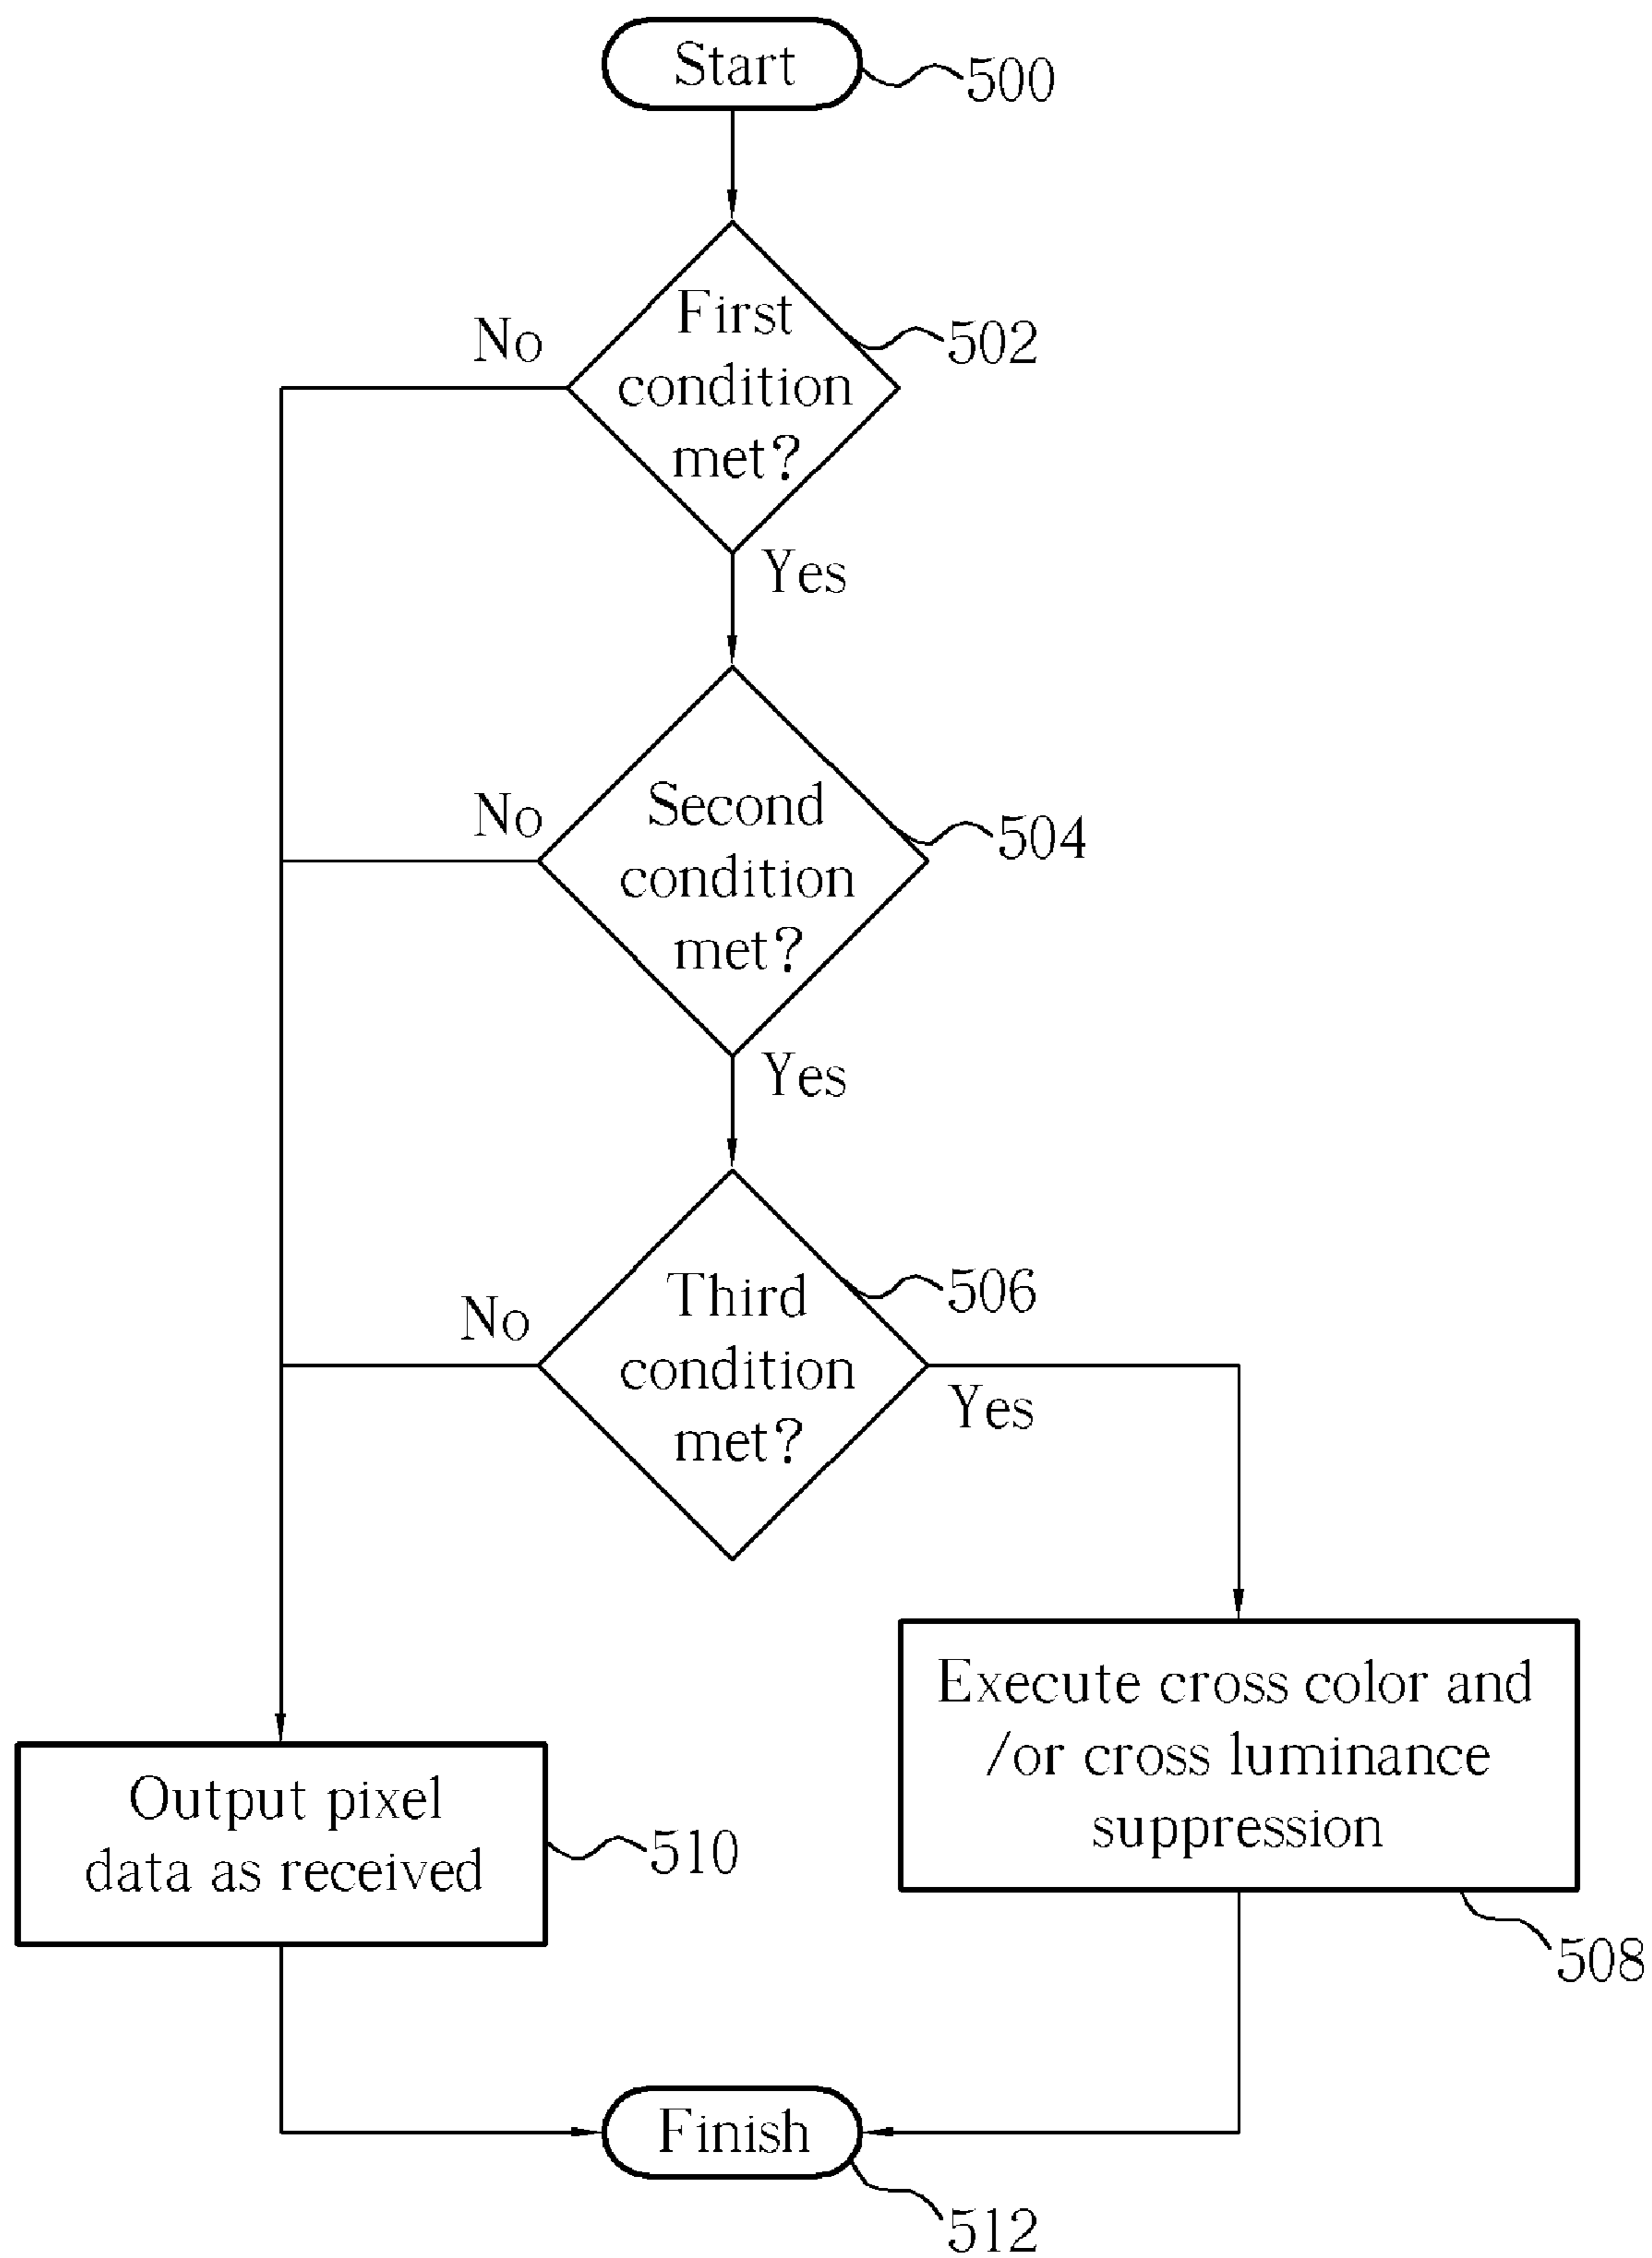 Start
500
First
condition
met?
502
No
Yes
Second
condition
met?
504
No
Yes
Third
condition
met?
506
No
Yes
Execute cross color and
/or cross luminance
suppression
508
Output pixel
data as received
510
Finish
512